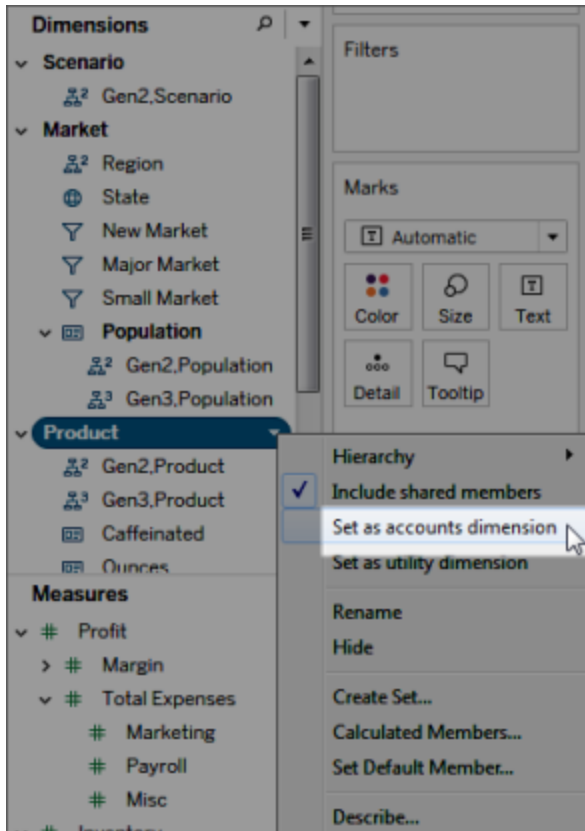 Dimensions
Scenario
Gen2,Scenario
Market
Region
State
New Market
Major Market
Small Market
Population
Gen2,Population
Gen3,Population
Product
Gen2,Product
Gen3,Product
Caffeinated
Ounces
Measures
Profit
Margin
Total Expenses
Marketing
Payroll
Misc
Inventory
Filters
Marks
Automatic
Color Size Text
Detail Tooltip
Hierarchy
Include shared members
Set as accounts dimension
Set as utility dimension
Rename
Hide
Create Set...
Calculated Members...
Set Default Member...
Describe...